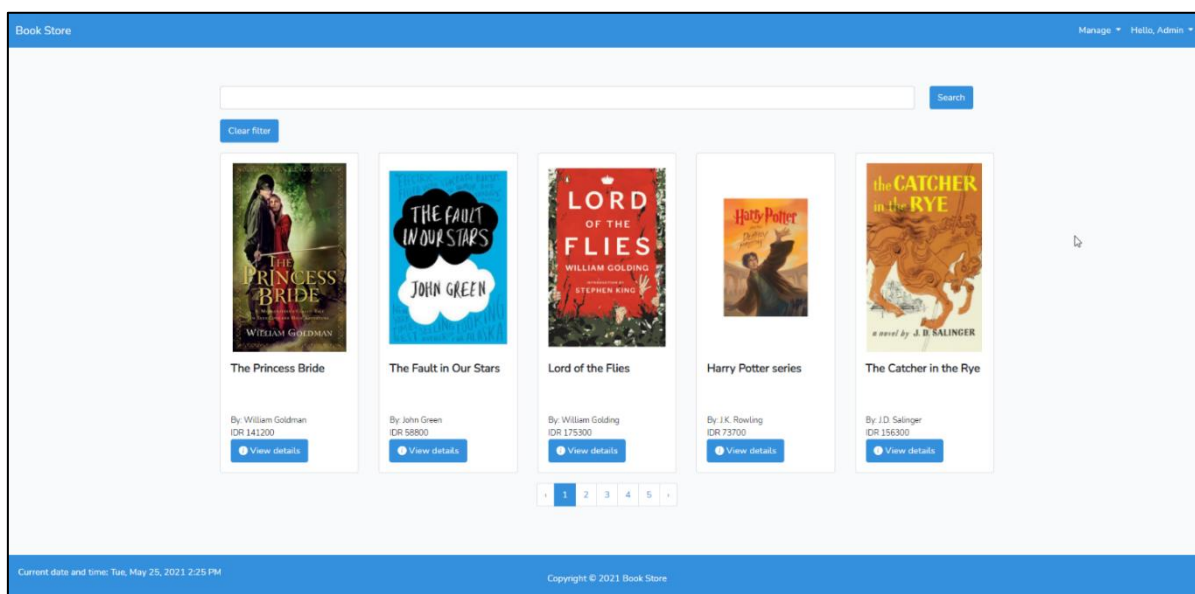 Book Store
Manage Hello, Admin
Search
Clear filter
THE
PRINCESS
BRIDE
WILLIAM GOLDMAN
THE FAULT
IN OUR STARS
JOHN GREEN
LORD
OF THE
FLIES
WILLIAM GOLDING
INTRODUCTION BY
STEPHEN KING
Harry Potter
the CATCHER
in the RYE
a novel by J. D. SALINGER
The Princess Bride
The Fault in Our Stars
Lord of the Flies
Harry Potter series
The Catcher in the Rye
By: William Goldman
By: John Green
By: William Golding
By: J.K. Rowling
By: J.D. Salinger
IDR 141200
IDR 58800
IDR 175300
IDR 73700
IDR 156300
View details
View details
View details
View details
View details
‹ 1 2 3 4 5 ›
Current date and time: Tue, May 25, 2021 2:25 PM
Copyright © 2021 Book Store